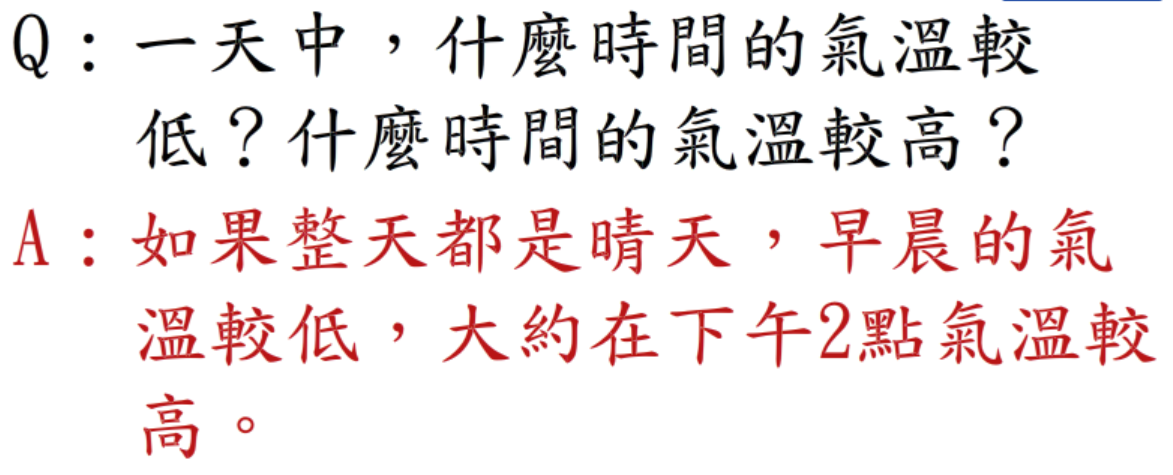 Q：一天中，什麼時間的氣溫較
低？什麼時間的氣溫較高？
A：如果整天都是晴天，早晨的氣
溫較低，大約在下午2點氣溫較
高。